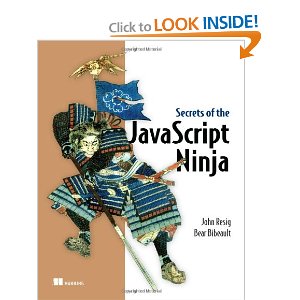 Click to LOOK INSIDE!
Secrets of the
JavaScript
Ninja
John Resig
Bear Bibeault
MANNING